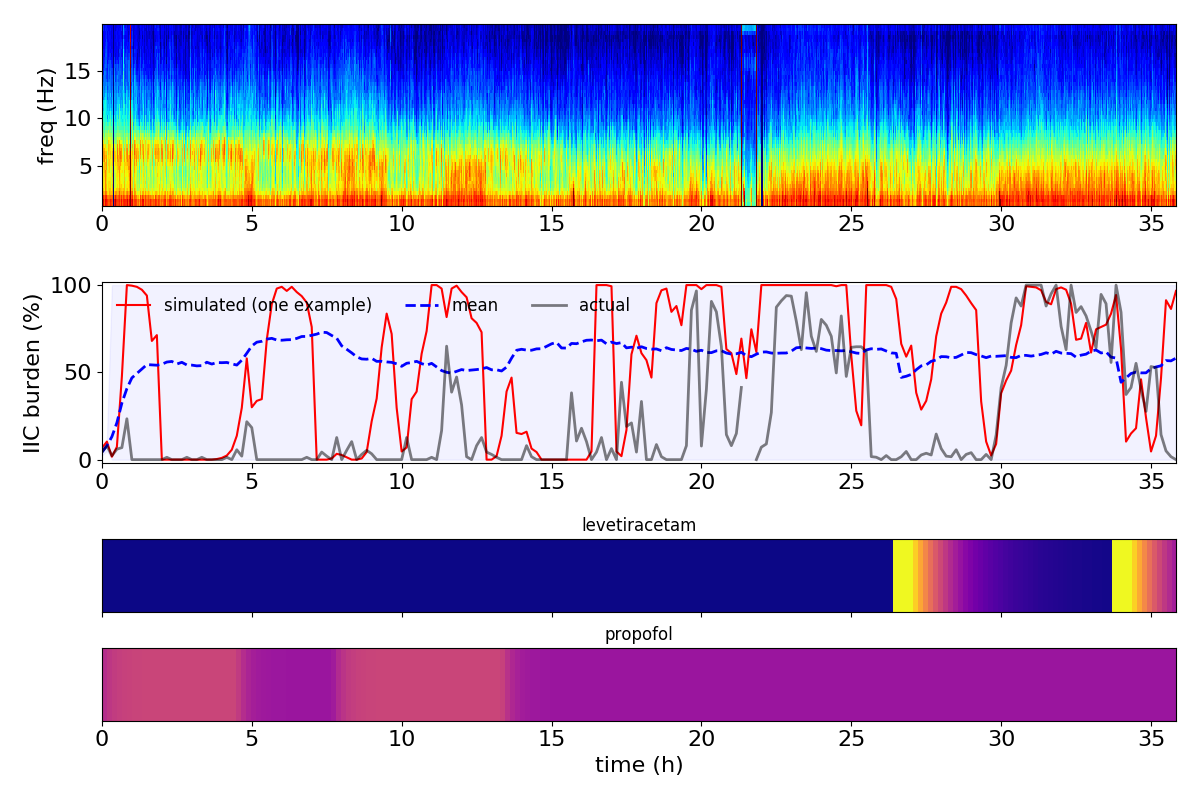 freq (Hz)
15
10
5
0 5 10 15 20 25 30 35
IIC burden (%)
100
50
0
simulated (one example) mean actual
0 5 10 15 20 25 30 35
levetiracetam
propofol
0 5 10 15 20 25 30 35
time (h)